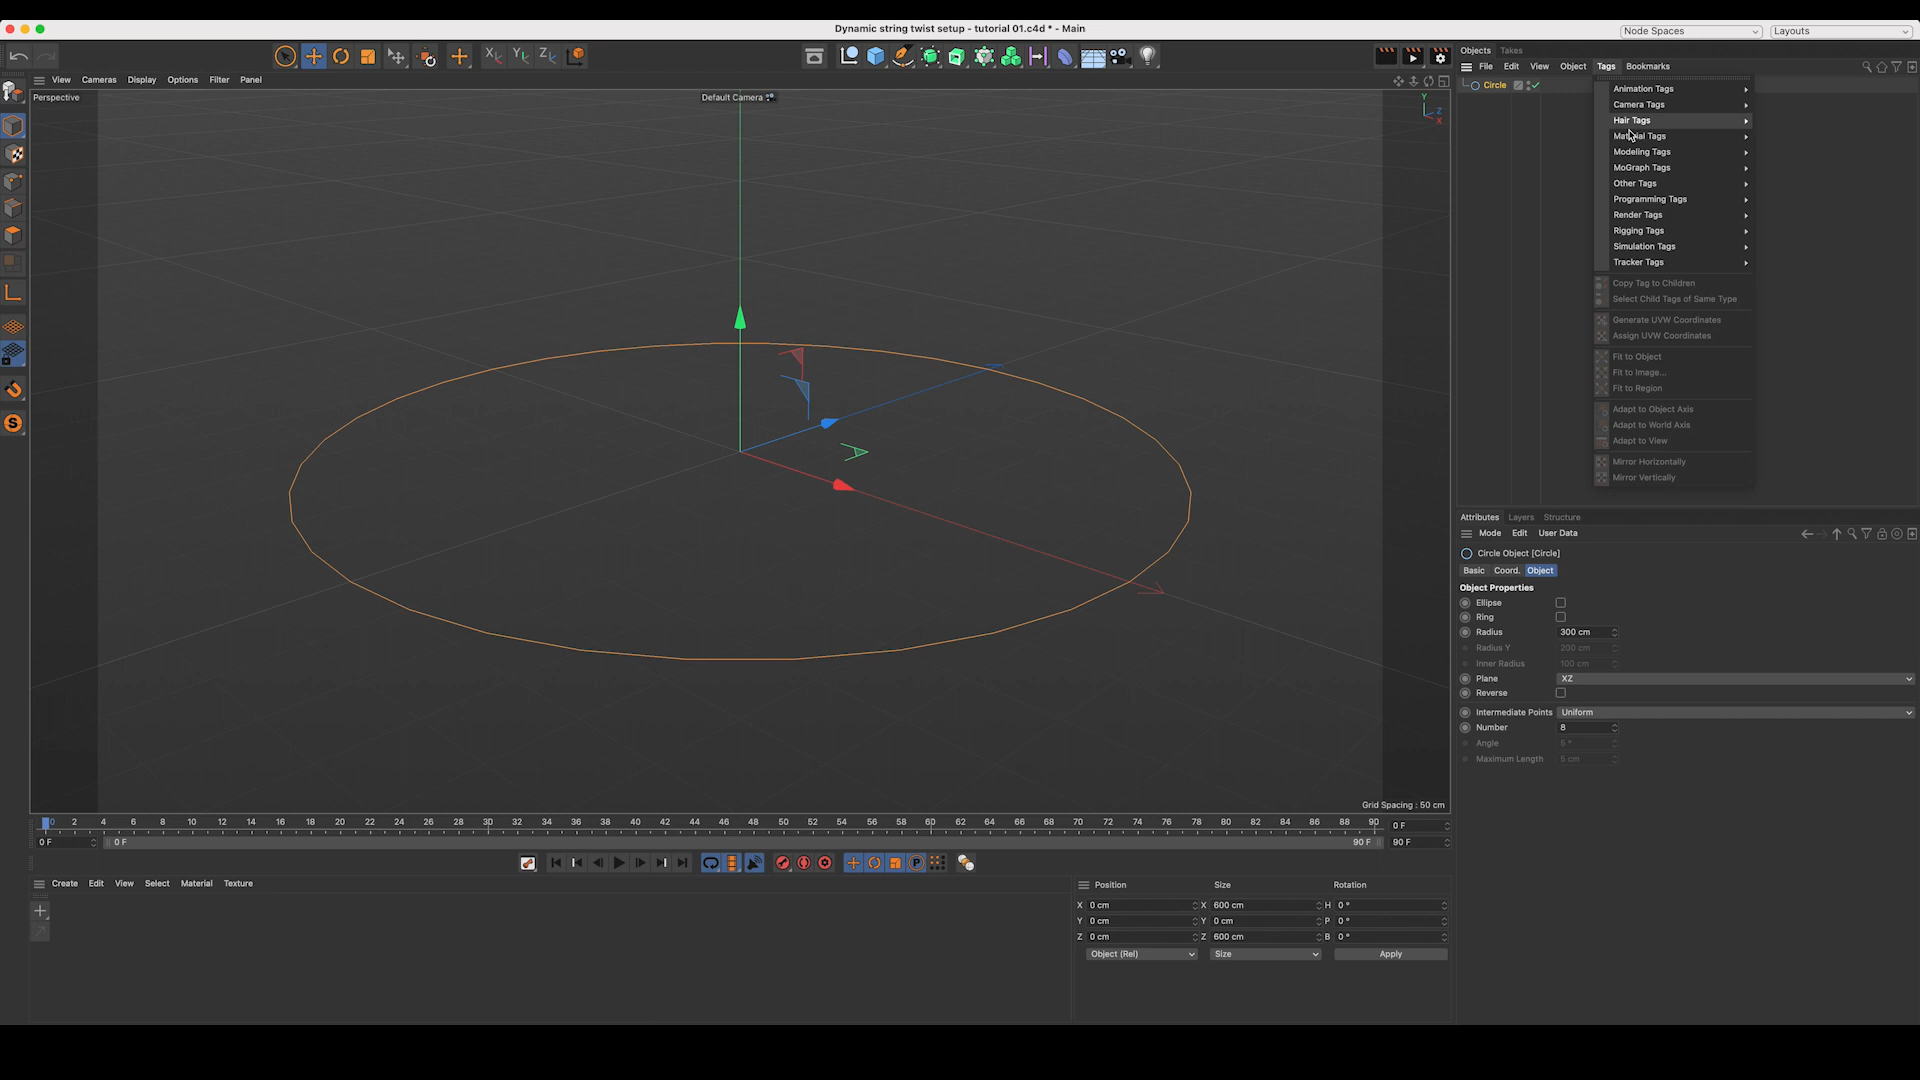 Dynamic string twist setup - tutorial 01.c4d * - Main
Node Spaces
Layouts
Objects Takes
File Edit View Object Tags Bookmarks
View Cameras Display Options Filter Panel
Perspective
Default Camera
Y
Z
X
Circle
Animation Tags
Camera Tags
Hair Tags
Material Tags
Modeling Tags
MoGraph Tags
Other Tags
Programming Tags
Render Tags
Rigging Tags
Simulation Tags
Tracker Tags
Copy Tag to Children
Select Child Tags of Same Type
Generate UVW Coordinates
Assign UVW Coordinates
Fit to Object
Fit to Image...
Fit to Region
Adapt to Object Axis
Adapt to World Axis
Adapt to View
Mirror Horizontally
Mirror Vertically
Attributes Layers Structure
Mode Edit User Data
Circle Object [Circle]
Basic Coord. Object
Object Properties
Ellipse
Ring
Radius 300 cm
Radius Y 200 cm
Inner Radius 100 cm
Plane XZ
Reverse
Intermediate Points Uniform
Number 8
Angle 5 °
Maximum Length 5 cm
Grid Spacing : 50 cm
0 2 4 6 8 10 12 14 16 18 20 22 24 26 28 30 32 34 36 38 40 42 44 46 48 50 52 54 56 58 60 62 64 66 68 70 72 74 76 78 80 82 84 86 88 90
0 F
0 F 0 F 90 F 90 F
Create Edit View Select Material Texture
Position Size Rotation
X 0 cm X 600 cm H 0 °
Y 0 cm Y 0 cm P 0 °
Z 0 cm Z 600 cm B 0 °
Object (Rel) Size Apply